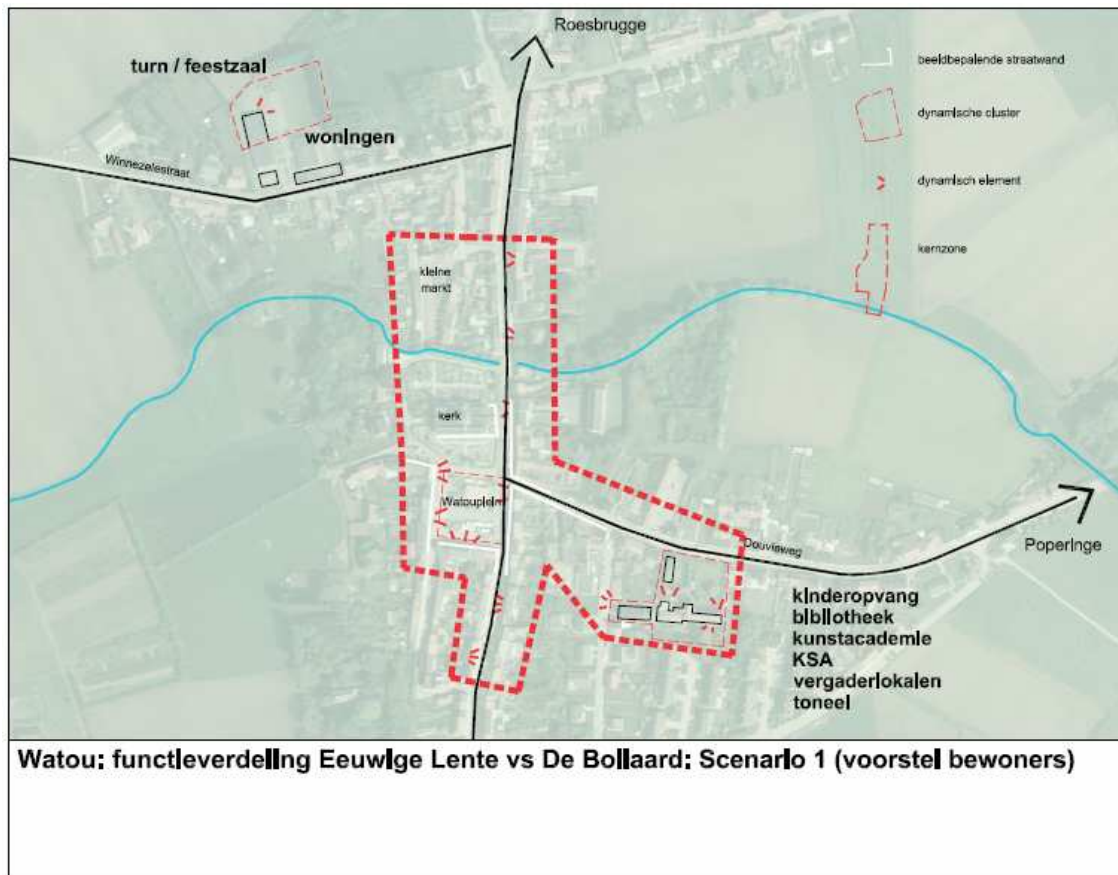 Roesbrugge
turn / feestzaal
beeldbepalende straatwand
dynamische cluster
woningen
Winnezelestraat
dynamisch element
kernzone
kleine
markt
kerk
Watouplein
Douvieweg
Poperinge
kinderopvang
bibliotheek
kunstacademie
KSA
vergaderlokalen
toneel
Watou: functieverdeling Eeuwige Lente vs De Bollaard: Scenario 1 (voorstel bewoners)